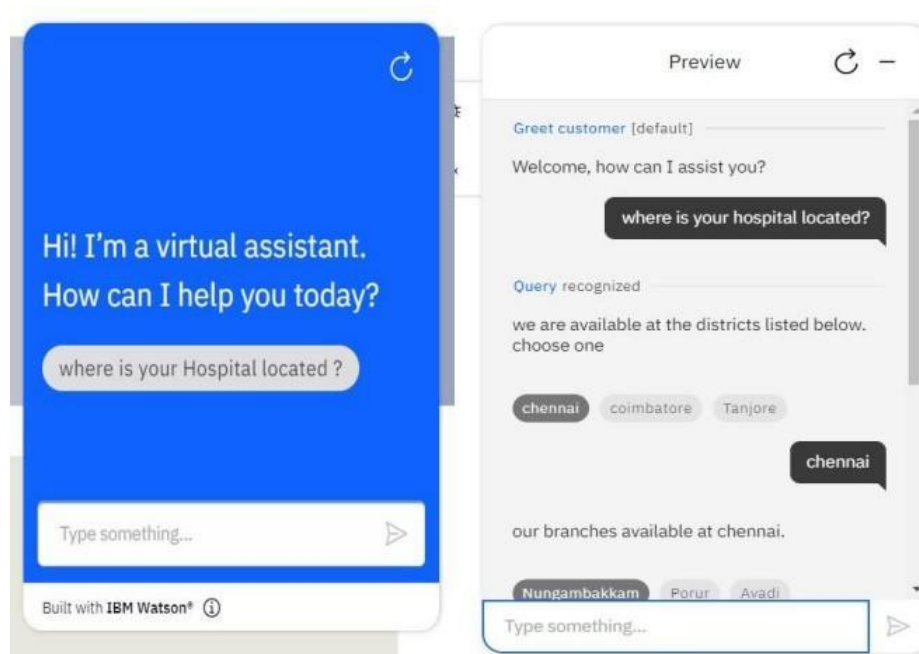 Hi! I'm a virtual assistant.
How can I help you today?
where is your Hospital located ?
Type something...
Built with IBM Watson®
Preview
Greet customer [default]
Welcome, how can I assist you?
where is your hospital located?
Query recognized
we are available at the districts listed below.
choose one
chennai coimbatore Tanjore
chennai
our branches available at chennai.
Nungambakkam Porur Avadi
Type something...